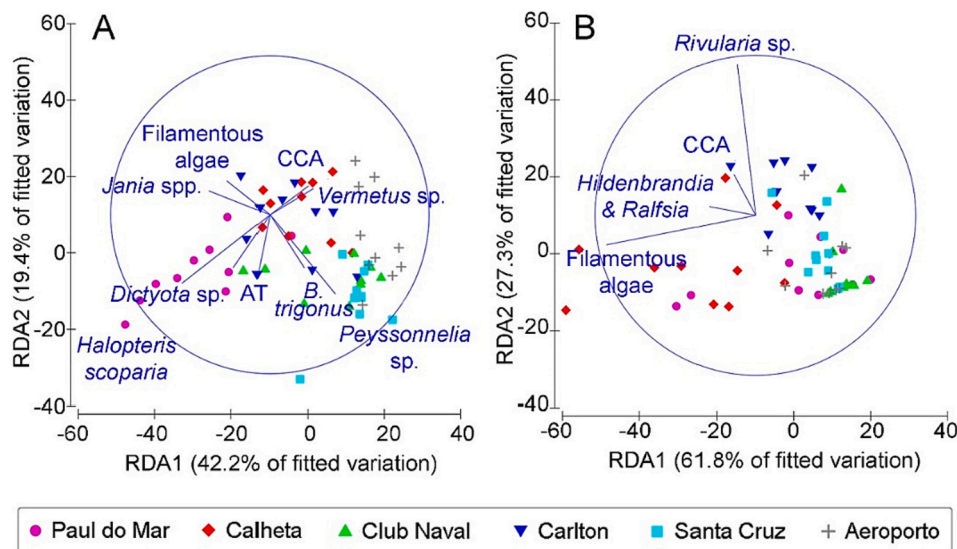 A
60
40
20
0
-20
-40
-60 -40 -20 0 20 40
RDA2 (19.4% of fitted variation)
RDA1 (42.2% of fitted variation)
Filamentous
algae
CCA
Jania spp.
Vermetus sp.
Dictyota sp.
AT
B.
trigonus
Peyssonnelia
sp.
Halopteris
scoparia
B
60
40
20
0
-20
-40
-60 -40 -20 0 20 40
RDA2 (27.3% of fitted variation)
RDA1 (61.8% of fitted variation)
Rivularia sp.
CCA
Hildenbrandia
& Ralfsia
Filamentous
algae
Paul do Mar Calheta Club Naval Carlton Santa Cruz Aeroporto